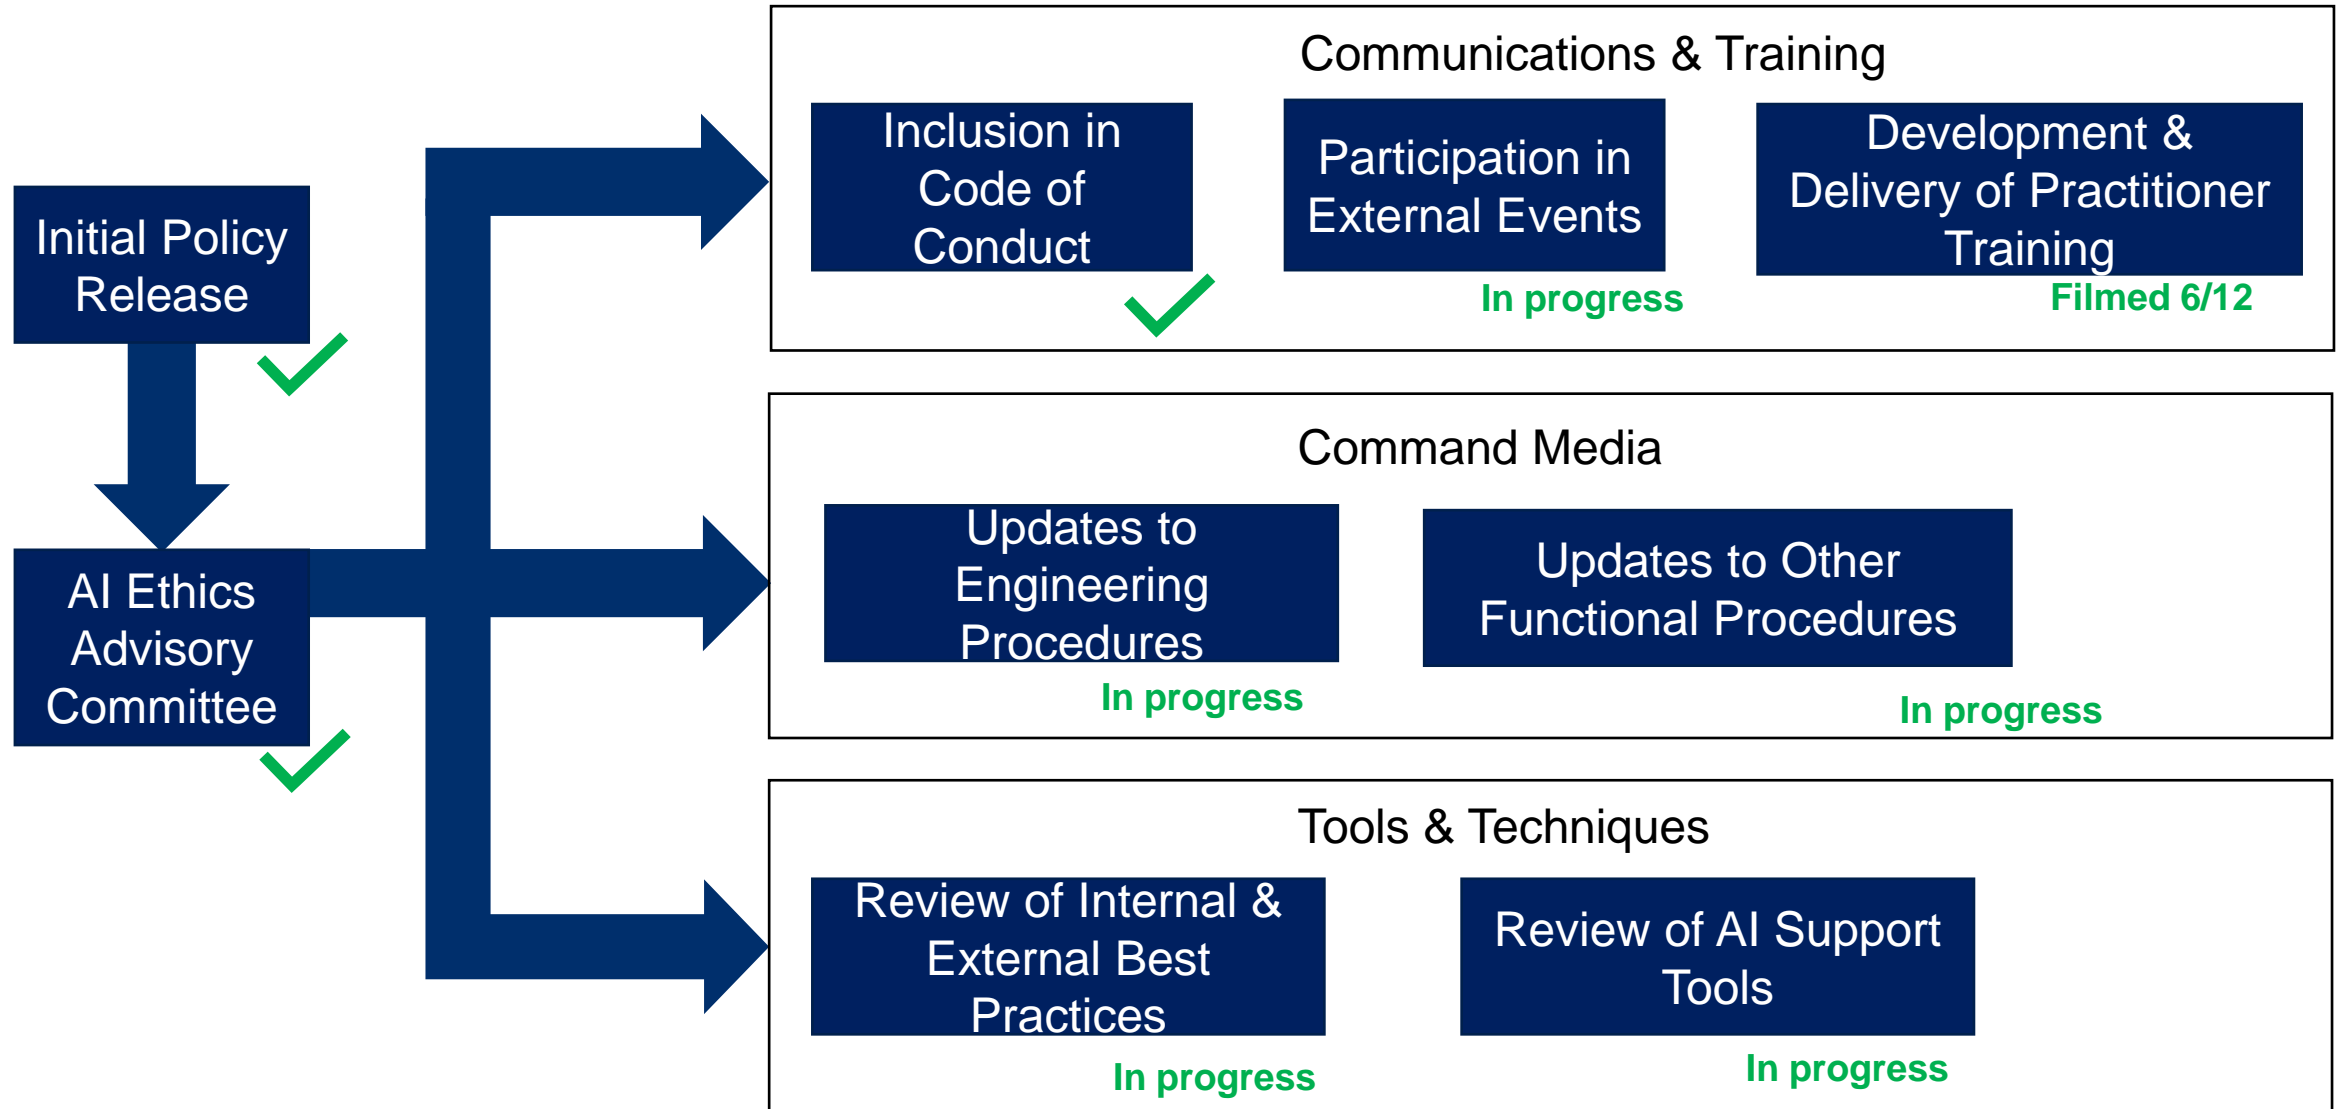 Initial Policy
Release
AI Ethics
Advisory
Committee
Communications & Training
Inclusion in
Code of
Conduct
Participation in
External Events
In progress
Development &
Delivery of Practitioner
Training
Filmed 6/12
Command Media
Updates to
Engineering
Procedures
In progress
Updates to Other
Functional Procedures
In progress
Tools & Techniques
Review of Internal &
External Best
Practices
In progress
Review of AI Support
Tools
In progress